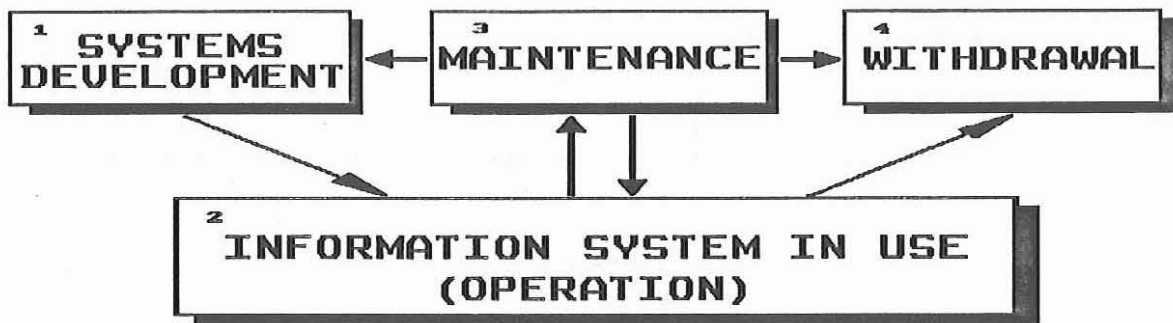 1
SYSTEMS
DEVELOPMENT
3
MAINTENANCE
4
WITHDRAWAL
2
INFORMATION SYSTEM IN USE
(OPERATION)